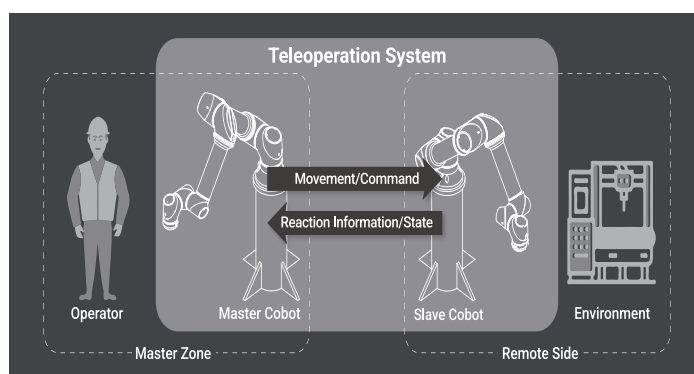 Teleoperation System
Movement/Command
Reaction Information/State
Operator
Master Cobot
Slave Cobot
Environment
Master Zone
Remote Side